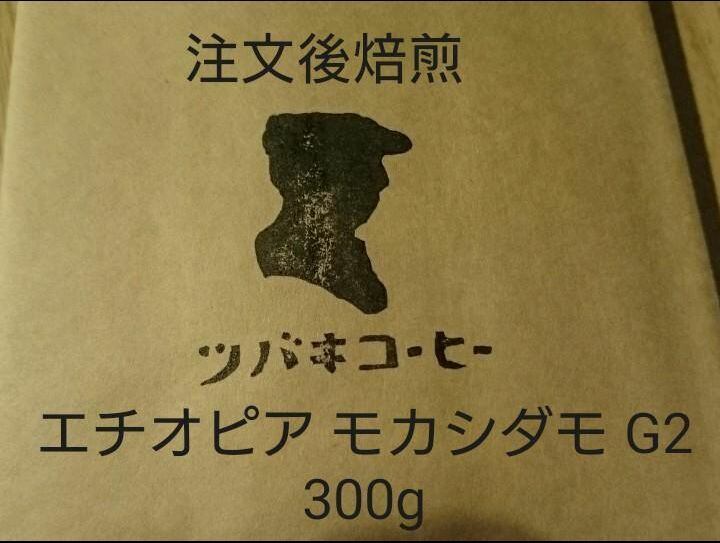 注文後焙煎
ツバキコーヒー
エチオピア モカシダモ G2
300g